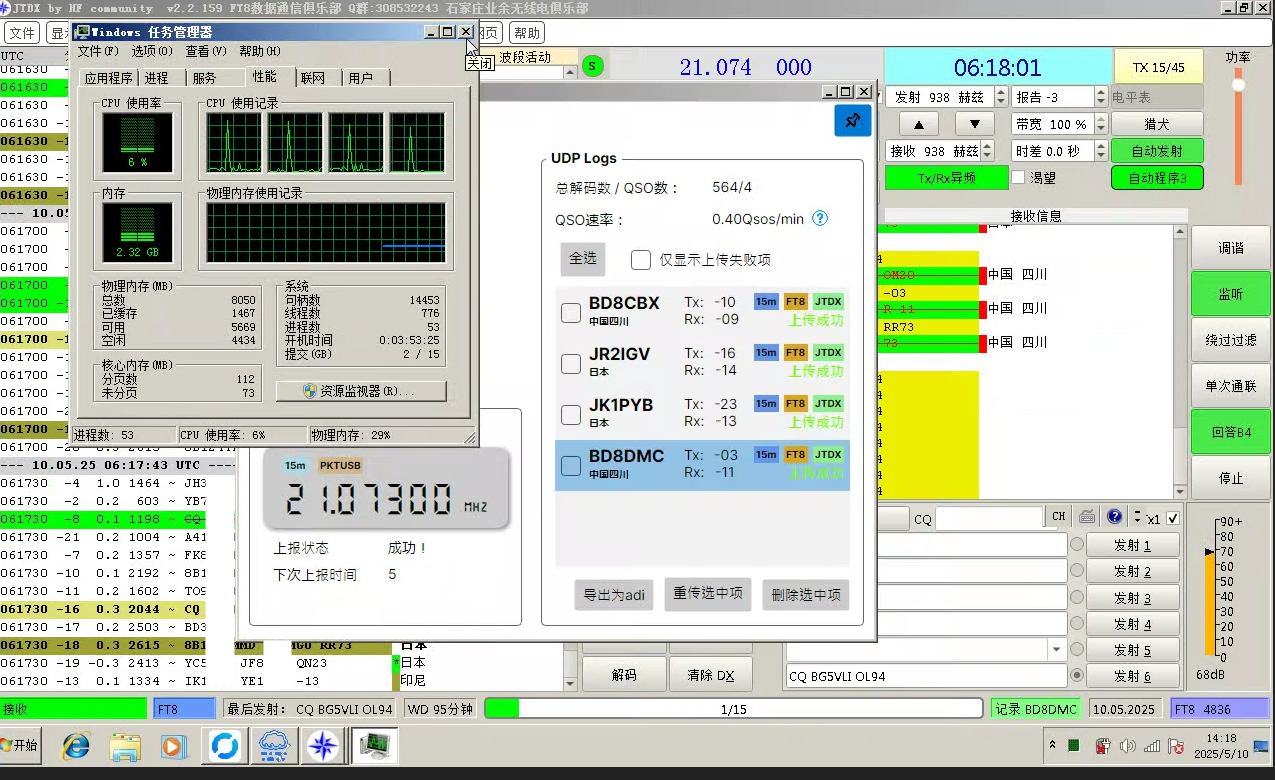 JTDX by HF community v2.2.159 FT8数据通信俱乐部 Q群:308532243 石家庄业余无线电俱乐部
文件
帮助
UTC
波段活动
S
21.074 000
06:18:01
TX 15/45
功率
Windows 任务管理器
关闭
文件(F) 选项(O) 查看(V) 帮助(H)
应用程序 进程 服务 性能 联网 用户
CPU 使用率
CPU 使用记录
6 %
内存
物理内存使用记录
2.32 GB
物理内存(MB)
总数 8050
已缓存 1467
可用 5669
空闲 4434
核心内存(MB)
分页数 112
未分页 73
系统
句柄数 14453
线程数 776
进程数 53
开机时间 0:03:53:25
提交(GB) 2 / 15
资源监视器(R)...
进程数: 53 CPU 使用率: 6% 物理内存: 29%
061630
061630
061630
061630
061630
061630
061630
--- 10.05
061700
061700
061700
061700
061700
061700
061700
061700
061700
061700
061700
061700 -1
--- 10.05.25 06:17:43 UTC ----
061730 -4 0.1 464 ~ JH3
061730 -2 0.2 603 ~ YB7
061730 -8 0.1 1198 ~ CQ
061730 -21 0.2 1004 ~ A41
061730 -7 0.2 1357 ~ FK8
061730 -10 0.1 2192 ~ 8B1
061730 -11 0.2 1602 ~ TO9
061730 -16 0.3 2044 ~ CQ
061730 -17 0.2 2503 ~ BD3
061730 -18 0.3 2615 ~ 8B1 RR73 日本
061730 -19 -0.3 2413 ~ YC5 JF8 QN23 *日本
061730 -13 0.1 1334 ~ IK1 YE1 -13 印尼
UDP Logs
总解码数 / QSO数： 564/4
QSO速率： 0.40Qsos/min ?
全选
仅显示上传失败项
BD8CBX Tx: -10 15m FT8 JTDX
中国四川 Rx: -09 上传成功
JR2IGV Tx: -16 15m FT8 JTDX
日本 Rx: -14 上传成功
JK1PYB Tx: -23 15m FT8 JTDX
日本 Rx: -13 上传成功
BD8DMC Tx: -03 15m FT8 JTDX
中国四川 Rx: -11 上传成功
导出为adi 重传选中项 删除选中项
15m PKTUSB
21.07300 MHZ
上报状态 成功！
下次上报时间 5
发射 938 赫兹
报告 -3
电平表
▲ ▼
带宽 100 %
猎犬
接收 938 赫兹
时差 0.0 秒
自动发射
Tx/Rx异频
渴望
自动程序3
接收信息
OM20 中国 四川
-03
R-11 中国 四川
RR73
73 中国 四川
调谐
监听
绕过过滤
单次通联
回答B4
停止
CQ
CH
?
x1
发射 1
发射 2
发射 3
发射 4
发射 5
CQ BG5VLI OL94 发射 6
90+
80
70
60
50
40
30
20
10
0
68dB
解码 清除 DX
接收 FT8 最后发射: CQ BG5VLI OL94 WD 95分钟 1/15 记录 BD8DMC 10.05.2025 FT8 4836
开始
14:18
2025/5/10